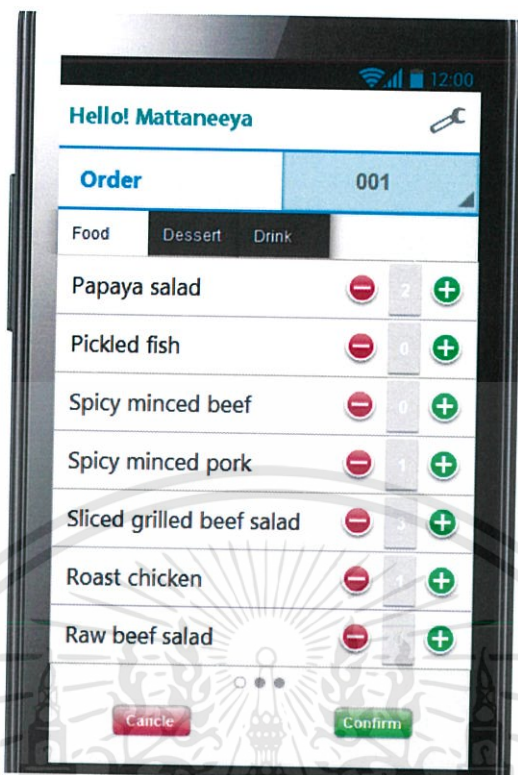 12:00
Hello! Mattaneeya
Order 001
Food Dessert Drink
Papaya salad 2
Pickled fish 0
Spicy minced beef 0
Spicy minced pork 1
Sliced grilled beef salad 3
Roast chicken 1
Raw beef salad
Cancle Confirm